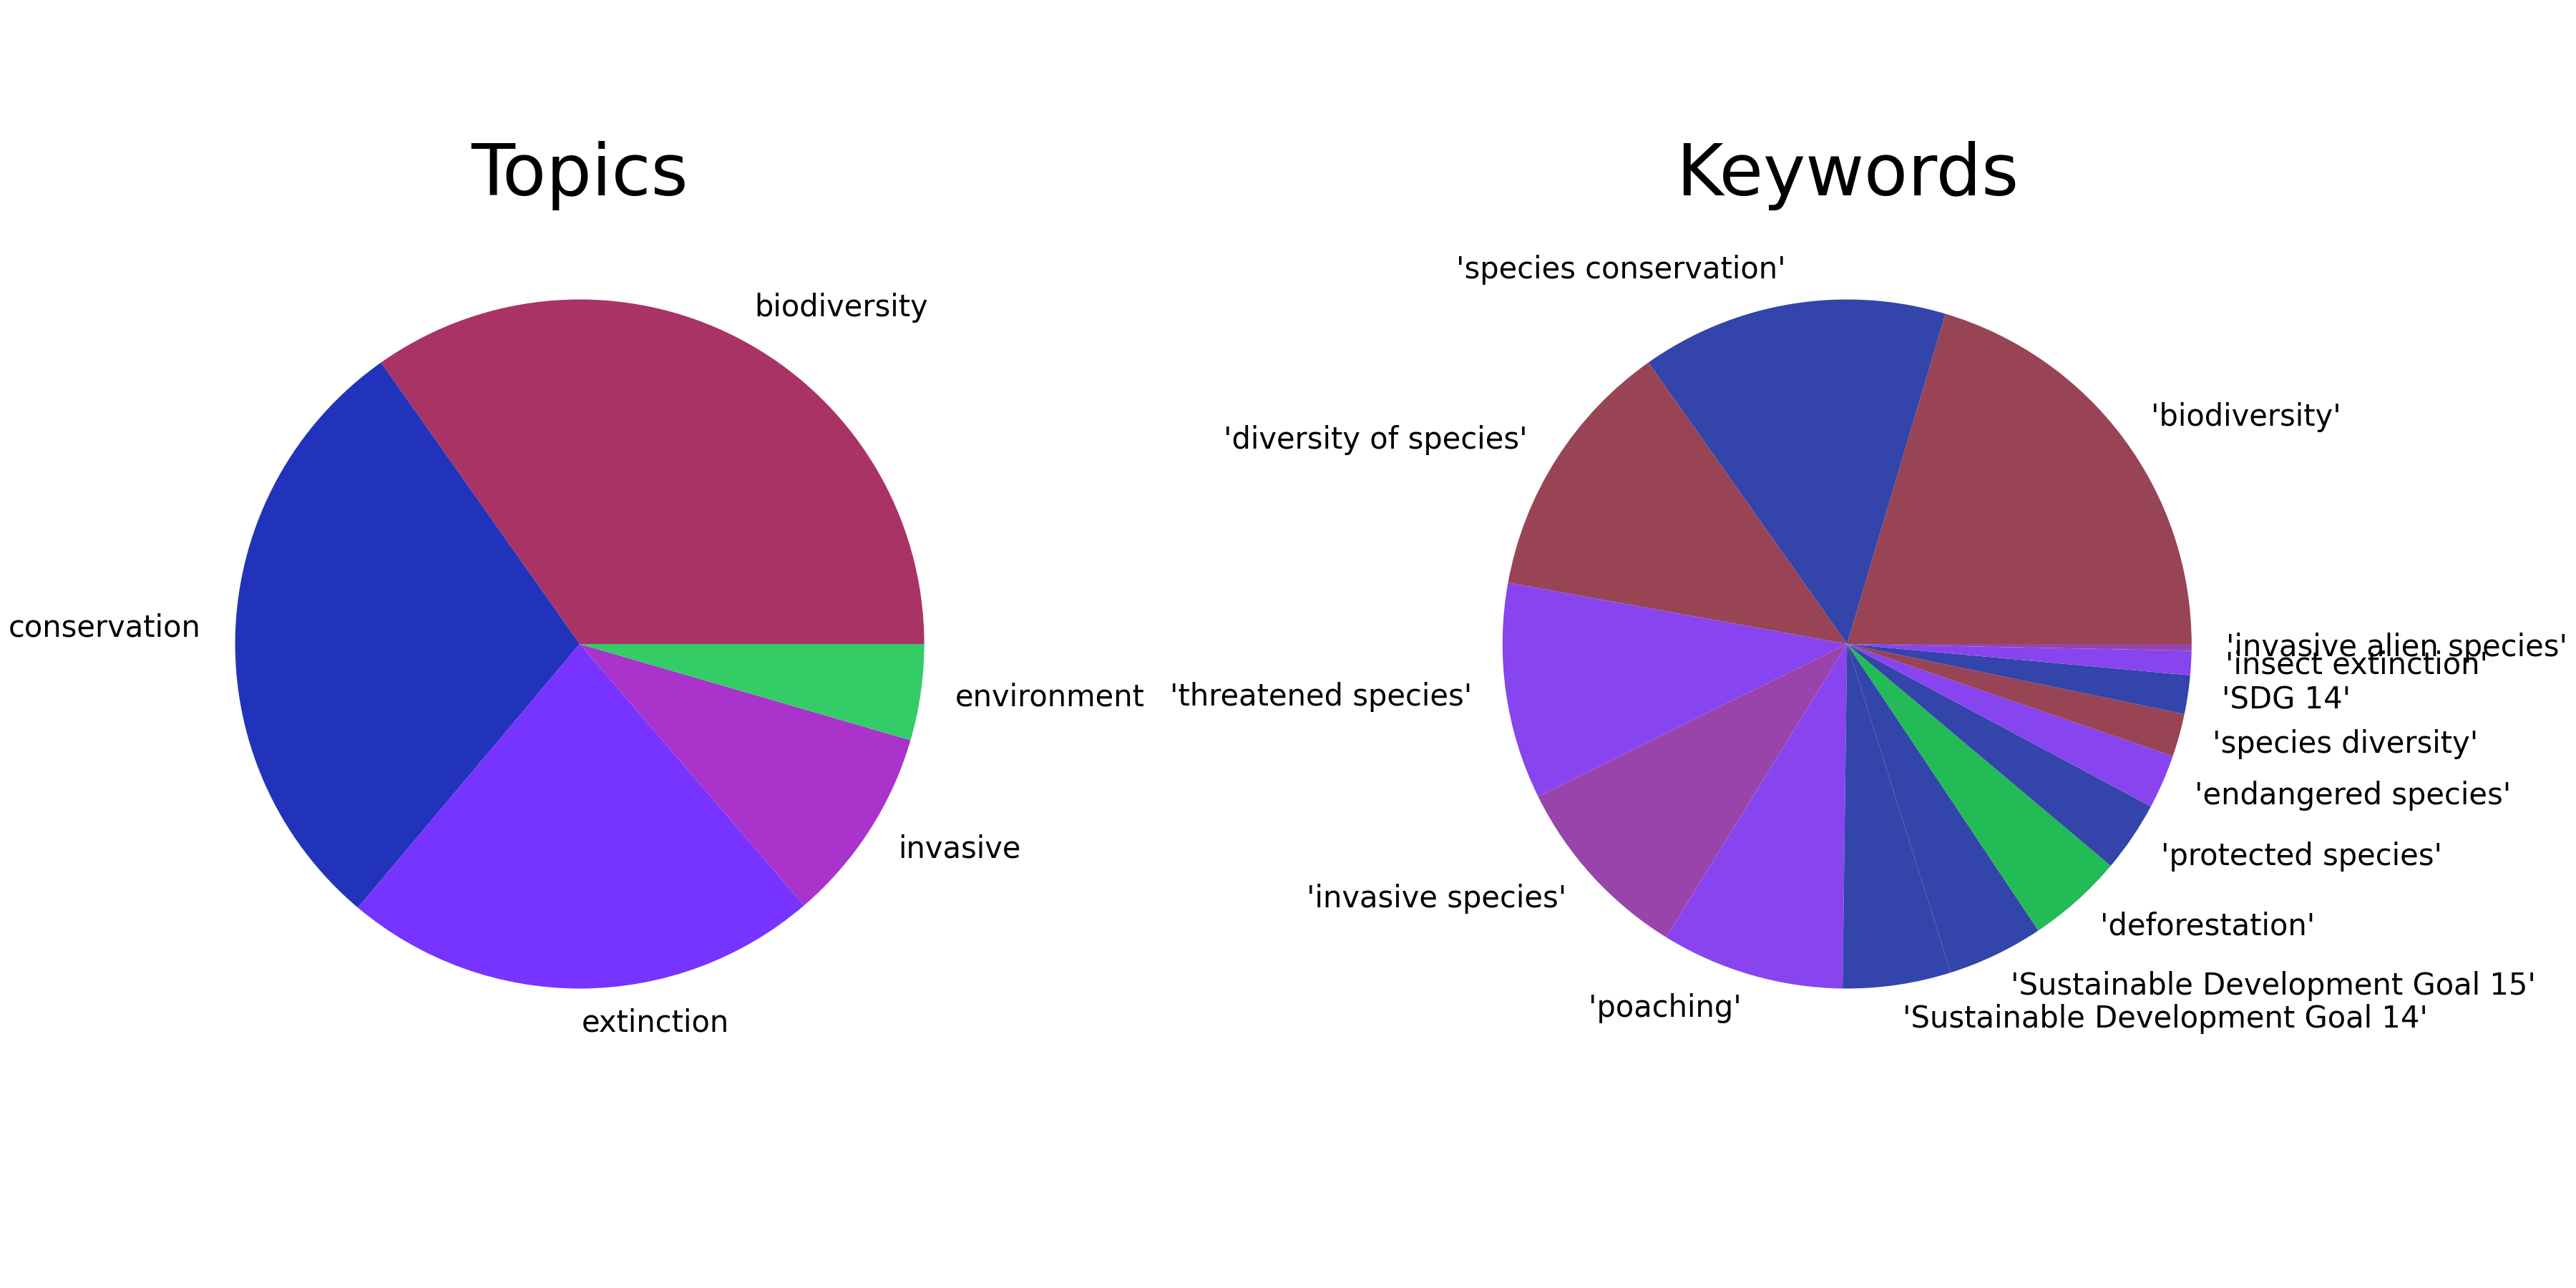 Topics
biodiversity
conservation
extinction
invasive
environment
Keywords
'biodiversity'
'species conservation'
'diversity of species'
'threatened species'
'invasive species'
'poaching'
'Sustainable Development Goal 14'
'Sustainable Development Goal 15'
'deforestation'
'protected species'
'endangered species'
'species diversity'
'SDG 14'
'insect extinction'
'invasive alien species'